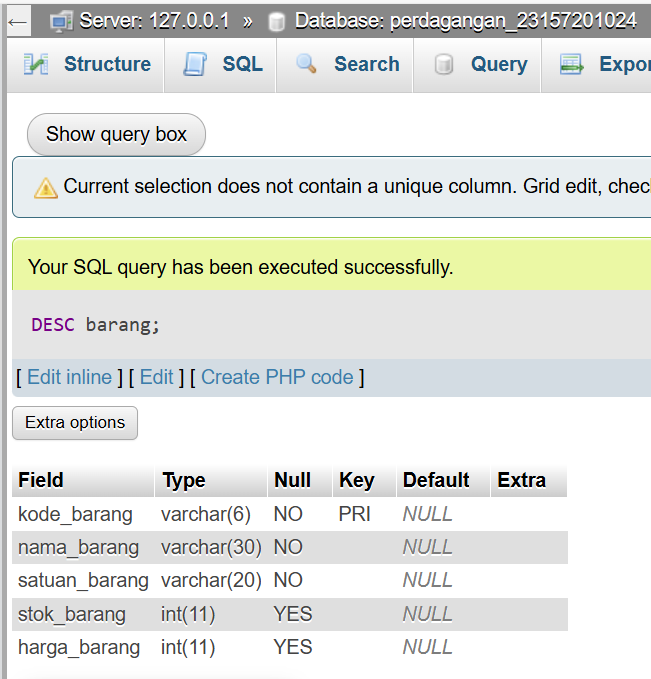 Server: 127.0.0.1 » Database: perdagangan_23157201024
Structure SQL Search Query
Show query box
Current selection does not contain a unique column. Grid edit,
Your SQL query has been executed successfully.
DESC barang;
[ Edit inline ] [ Edit ] [ Create PHP code ]
Extra options
Field Type Null Key Default Extra
kode_barang varchar(6) NO PRI NULL
nama_barang varchar(30) NO NULL
satuan_barang varchar(20) NO NULL
stok_barang int(11) YES NULL
harga_barang int(11) YES NULL